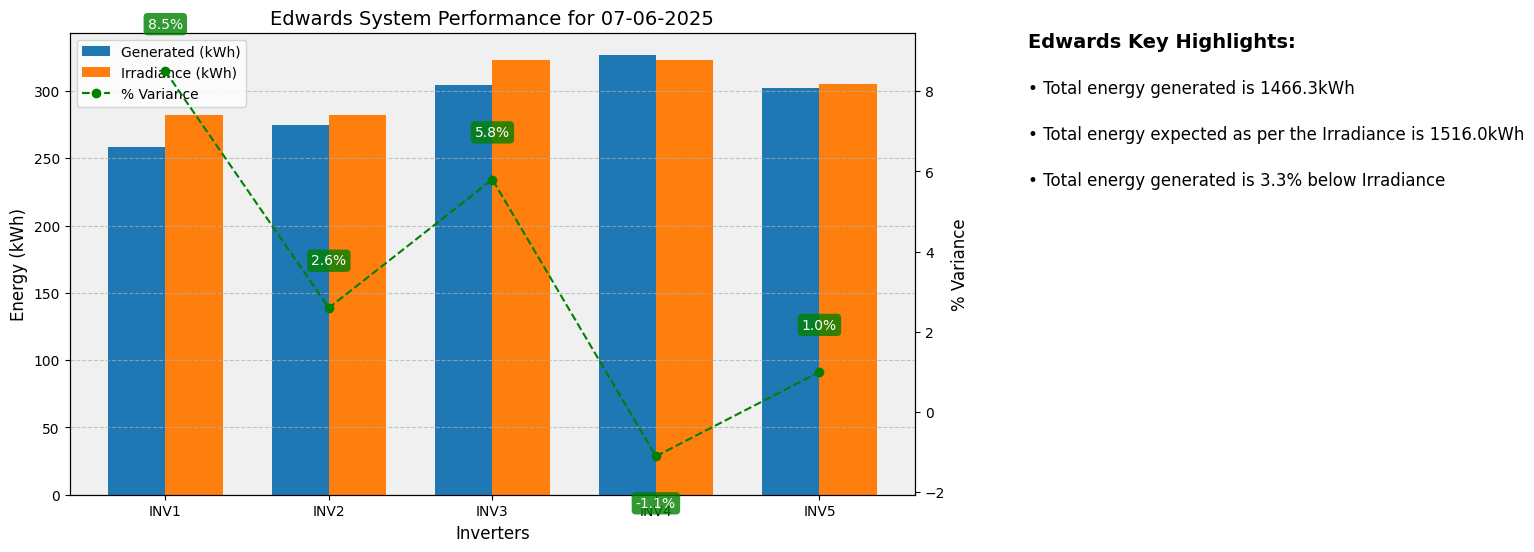 Edwards System Performance for 07-06-2025
8.5%
Generated (kWh)
Irradiance (kWh)
% Variance
5.8%
2.6%
1.0%
-1.1%
Energy (kWh)
300
250
200
150
100
50
0
8
6
4
2
0
−2
% Variance
INV1
INV2
INV3
INV4
INV5
Inverters
Edwards Key Highlights:
• Total energy generated is 1466.3kWh
• Total energy expected as per the Irradiance is 1516.0kWh
• Total energy generated is 3.3% below Irradiance